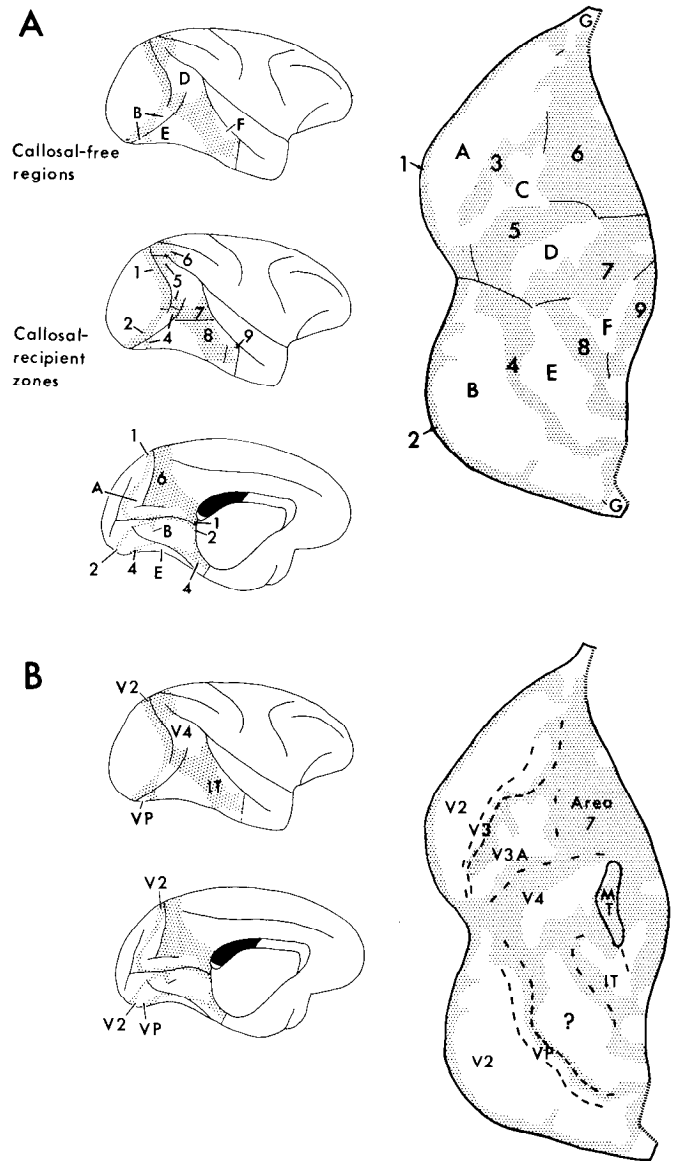 A
D
B
E
F
Callosal-free
regions
6
1
5
7
2
4
8
9
Callosal-
recipient
zones
1
6
A
B
1
2
2
4
E
4
G
1
A
3
6
C
5
D
7
9
F
8
4
E
B
2
G
B
V2
V4
IT
VP
V2
V2
VP
V2
V3
Area
7
V3A
V4
M
T
IT
?
VP
V2